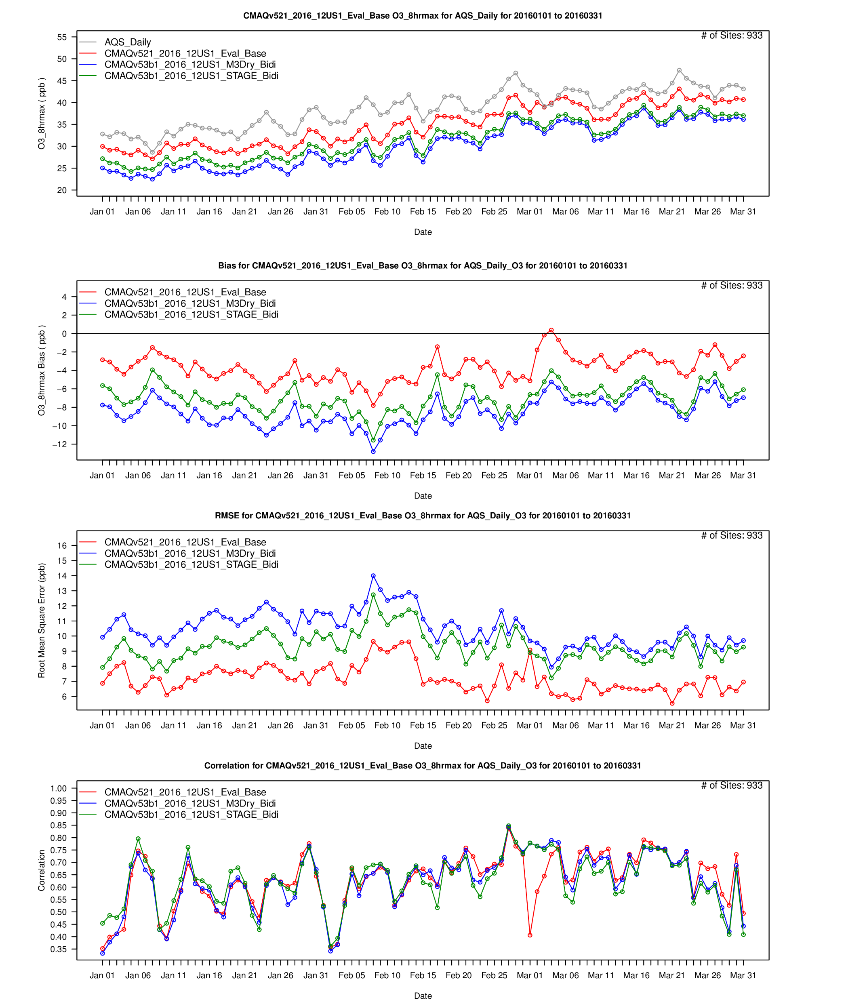 CMAQv521_2016_12US1_Eval_Base O3_8hrmax for AQS_Daily for 20160101 to 20160331
# of Sites: 933
AQS_Daily
CMAQv521_2016_12US1_Eval_Base
CMAQv53b1_2016_12US1_M3Dry_Bidi
CMAQv53b1_2016_12US1_STAGE_Bidi
O3_8hrmax ( ppb )
55
50
45
40
35
30
25
20
Jan 01 Jan 06 Jan 11 Jan 16 Jan 21 Jan 26 Jan 31 Feb 05 Feb 10 Feb 15 Feb 20 Feb 25 Mar 01 Mar 06 Mar 11 Mar 16 Mar 21 Mar 26 Mar 31
Date
Bias for CMAQv521_2016_12US1_Eval_Base O3_8hrmax for AQS_Daily_O3 for 20160101 to 20160331
# of Sites: 933
CMAQv521_2016_12US1_Eval_Base
CMAQv53b1_2016_12US1_M3Dry_Bidi
CMAQv53b1_2016_12US1_STAGE_Bidi
O3_8hrmax Bias ( ppb )
4
2
0
−2
−4
−6
−8
−10
−12
Jan 01 Jan 06 Jan 11 Jan 16 Jan 21 Jan 26 Jan 31 Feb 05 Feb 10 Feb 15 Feb 20 Feb 25 Mar 01 Mar 06 Mar 11 Mar 16 Mar 21 Mar 26 Mar 31
Date
RMSE for CMAQv521_2016_12US1_Eval_Base O3_8hrmax for AQS_Daily_O3 for 20160101 to 20160331
# of Sites: 933
CMAQv521_2016_12US1_Eval_Base
CMAQv53b1_2016_12US1_M3Dry_Bidi
CMAQv53b1_2016_12US1_STAGE_Bidi
Root Mean Square Error (ppb)
16
15
14
13
12
11
10
9
8
7
6
Jan 01 Jan 06 Jan 11 Jan 16 Jan 21 Jan 26 Jan 31 Feb 05 Feb 10 Feb 15 Feb 20 Feb 25 Mar 01 Mar 06 Mar 11 Mar 16 Mar 21 Mar 26 Mar 31
Date
Correlation for CMAQv521_2016_12US1_Eval_Base O3_8hrmax for AQS_Daily_O3 for 20160101 to 20160331
# of Sites: 933
CMAQv521_2016_12US1_Eval_Base
CMAQv53b1_2016_12US1_M3Dry_Bidi
CMAQv53b1_2016_12US1_STAGE_Bidi
Correlation
1.00
0.95
0.90
0.85
0.80
0.75
0.70
0.65
0.60
0.55
0.50
0.45
0.40
0.35
Jan 01 Jan 06 Jan 11 Jan 16 Jan 21 Jan 26 Jan 31 Feb 05 Feb 10 Feb 15 Feb 20 Feb 25 Mar 01 Mar 06 Mar 11 Mar 16 Mar 21 Mar 26 Mar 31
Date